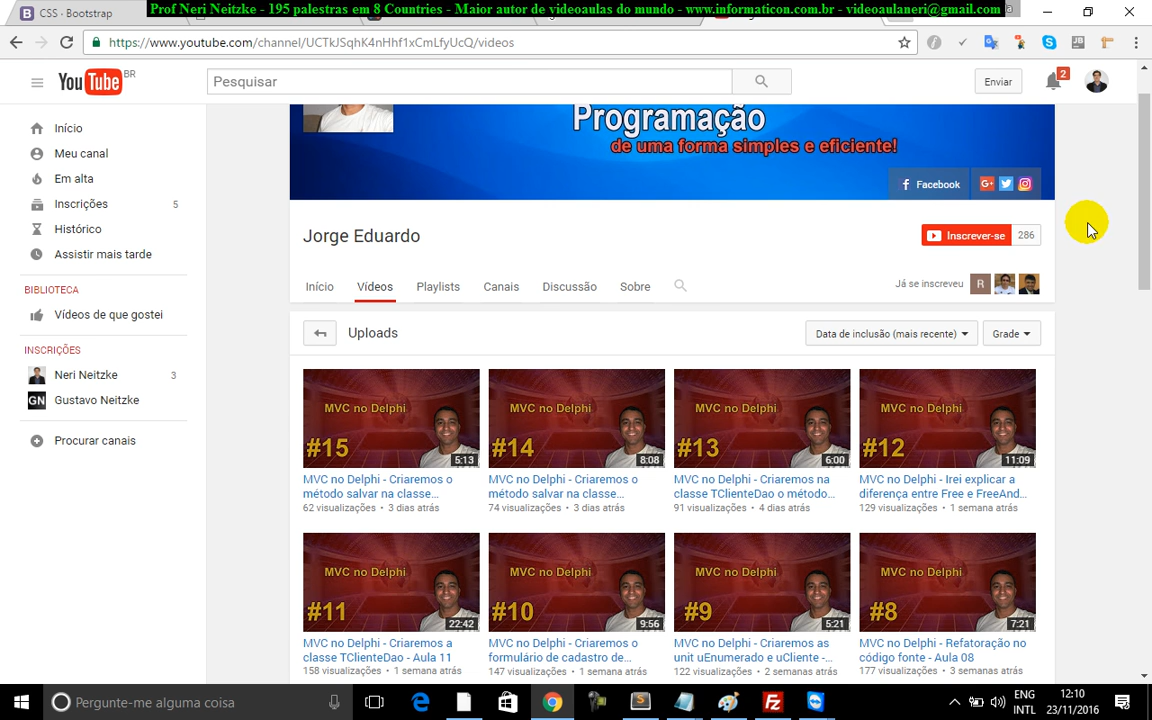 Prof Neri Neitzke - 195 palestras em 8 Countries - Maior autor de videoaulas do mundo - www.informaticon.com.br - videoaulaneri@gmail.com
CSS · Bootstrap
https://www.youtube.com/channel/UCTkJSqhK4nHhf1xCmLfyUcQ/videos
YouTube BR
Pesquisar
Enviar
2
Início
Meu canal
Em alta
Inscrições 5
Histórico
Assistir mais tarde
BIBLIOTECA
Vídeos de que gostei
INSCRIÇÕES
Neri Neitzke 3
GN Gustavo Neitzke
Procurar canais
Programação
de uma forma simples e eficiente!
Facebook
Jorge Eduardo
Inscrever-se 286
Início Vídeos Playlists Canais Discussão Sobre
Já se inscreveu R
Uploads
Data de inclusão (mais recente) Grade
MVC no Delphi
#15
5:13
MVC no Delphi - Criaremos o
método salvar na classe...
62 visualizações • 3 dias atrás
MVC no Delphi
#14
8:08
MVC no Delphi - Criaremos o
método salvar na classe...
74 visualizações • 3 dias atrás
MVC no Delphi
#13
6:00
MVC no Delphi - Criaremos na
classe TClienteDao o método...
91 visualizações • 4 dias atrás
MVC no Delphi
#12
11:09
MVC no Delphi - Irei explicar a
diferença entre Free e FreeAnd...
129 visualizações • 1 semana atrás
MVC no Delphi
#11
22:42
MVC no Delphi - Criaremos a
classe TClienteDao - Aula 11
158 visualizações • 1 semana atrás
MVC no Delphi
#10
9:56
MVC no Delphi - Criaremos o
formulário de cadastro de...
147 visualizações • 1 semana atrás
MVC no Delphi
#9
5:21
MVC no Delphi - Criaremos as
unit uEnumerado e uCliente -...
122 visualizações • 2 semanas atrás
MVC no Delphi
#8
7:21
MVC no Delphi - Refatoração no
código fonte - Aula 08
177 visualizações • 3 semanas atrás
Pergunte-me alguma coisa
ENG
INTL
12:10
23/11/2016